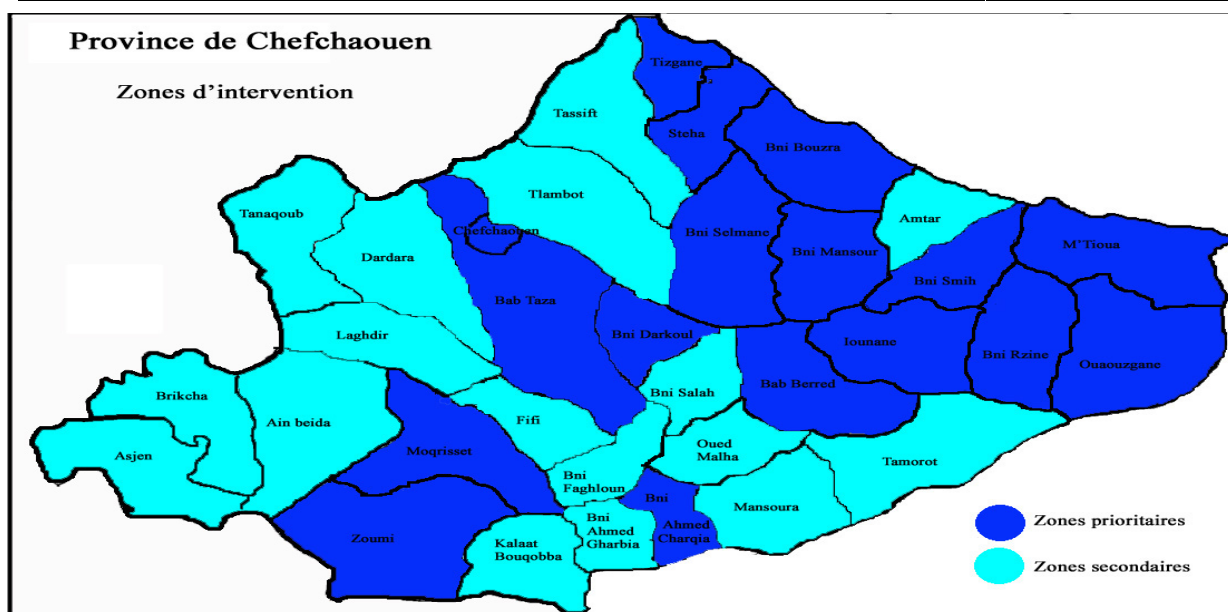 Province de Chefchaouen
Zones d'intervention
Tizgane
Tassift
Steha
Bni Bouzra
Tlambot
Tanaqoub
Amtar
Chefchaouen
Bni Selmane
M'Tioua
Dardara
Bni Mansour
Bni Smih
Bab Taza
Laghdir
Bni Darkoul
Iounane
Bni Rzine
Ouaouzgane
Bab Berred
Brikcha
Bni Salah
Ain beida
Fifi
Oued
Malha
Asjen
Moqrisset
Tamorot
Bni
Faghloun
Bni
Ahmed
Charqia
Mansoura
Bni
Ahmed
Gharbia
Zoumi
Kalaat
Bouqobba
Zones prioritaires
Zones secondaires